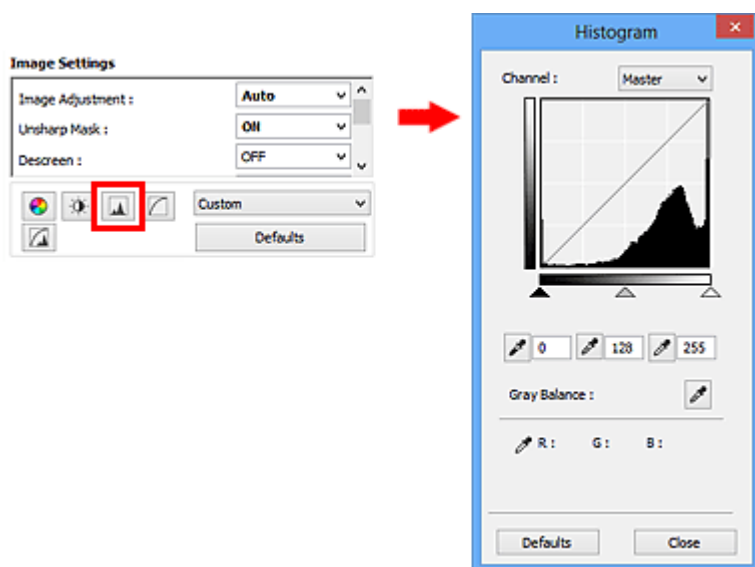 Image Settings
Image Adjustment : Auto
Unsharp Mask : ON
Descreen : OFF
Custom
Defaults
Histogram
Channel : Master
0 128 255
Gray Balance :
R : G : B :
Defaults Close